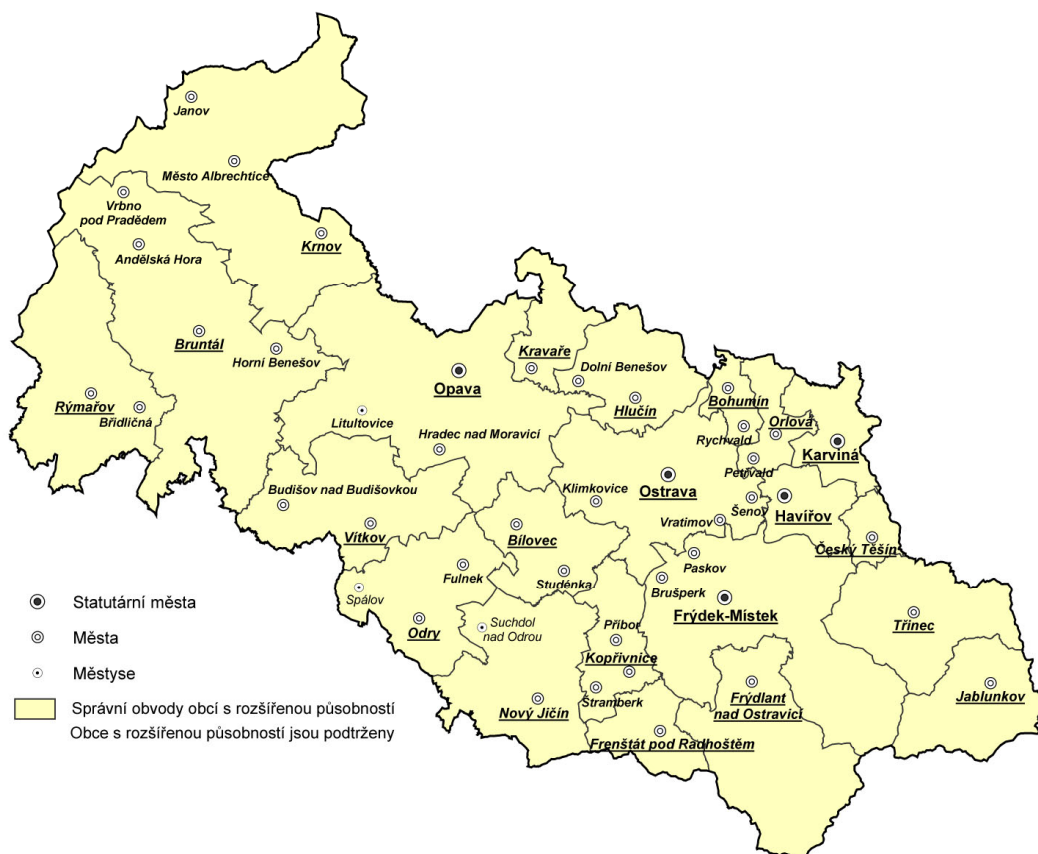 Janov
Město Albrechtice
Vrbno
pod Pradědem
Krnov
Andělská Hora
Bruntál
Horní Benešov
Kravaře
Dolní Benešov
Opava
Rýmařov
Bohumín
Hlučín
Břidličná
Litultovice
Orlová
Hradec nad Moravicí
Rychvald
Karviná
Petřvald
Budišov nad Budišovkou
Klimkovice
Ostrava
Šenov
Havířov
Vratimov
Vítkov
Bílovec
Český Těšín
Fulnek
Studénka
Paskov
Brušperk
Spálov
Statutární města
Frýdek-Místek
Města
Odry
Suchdol
nad Odrou
Příbor
Třinec
Kopřivnice
Městyse
Štramberk
Frýdlant
nad Ostravicí
Jablunkov
Správní obvody obcí s rozšířenou působností
Nový Jičín
Obce s rozšířenou působností jsou podtrženy
Frenštát pod Radhoštěm